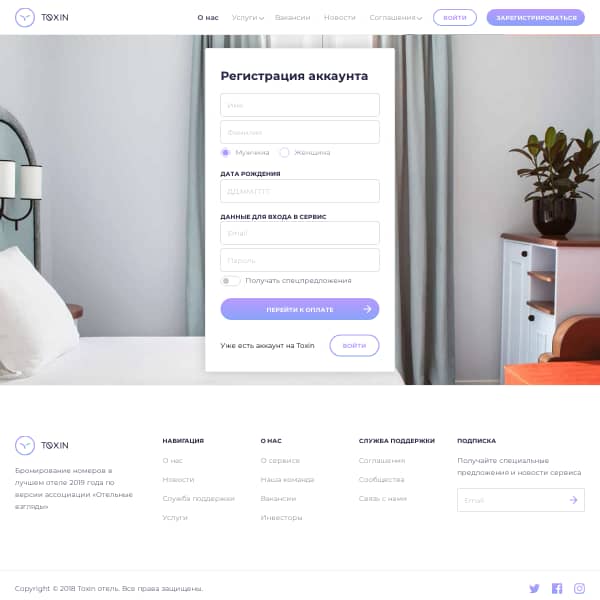 TOXIN
О нас
Услуги
Вакансии
Новости
Соглашения
ВОЙТИ
ЗАРЕГИСТРИРОВАТЬСЯ
Регистрация аккаунта
Имя
Фамилия
Мужчина
Женщина
ДАТА РОЖДЕНИЯ
ДД.ММ.ГГГГ
ДАННЫЕ ДЛЯ ВХОДА В СЕРВИС
Email
Пароль
Получать спецпредложения
ПЕРЕЙТИ К ОПЛАТЕ
Уже есть аккаунт на Toxin
ВОЙТИ
TOXIN
Бронирование номеров в
лучшем отеле 2019 года по
версии ассоциации «Отельные
взгляды»
НАВИГАЦИЯ
О нас
Новости
Служба поддержки
Услуги
О НАС
О сервисе
Наша команда
Вакансии
Инвесторы
СЛУЖБА ПОДДЕРЖКИ
Соглашения
Сообщества
Связь с нами
ПОДПИСКА
Получайте специальные
предложения и новости сервиса
Email
Copyright © 2018 Toxin отель. Все права защищены.